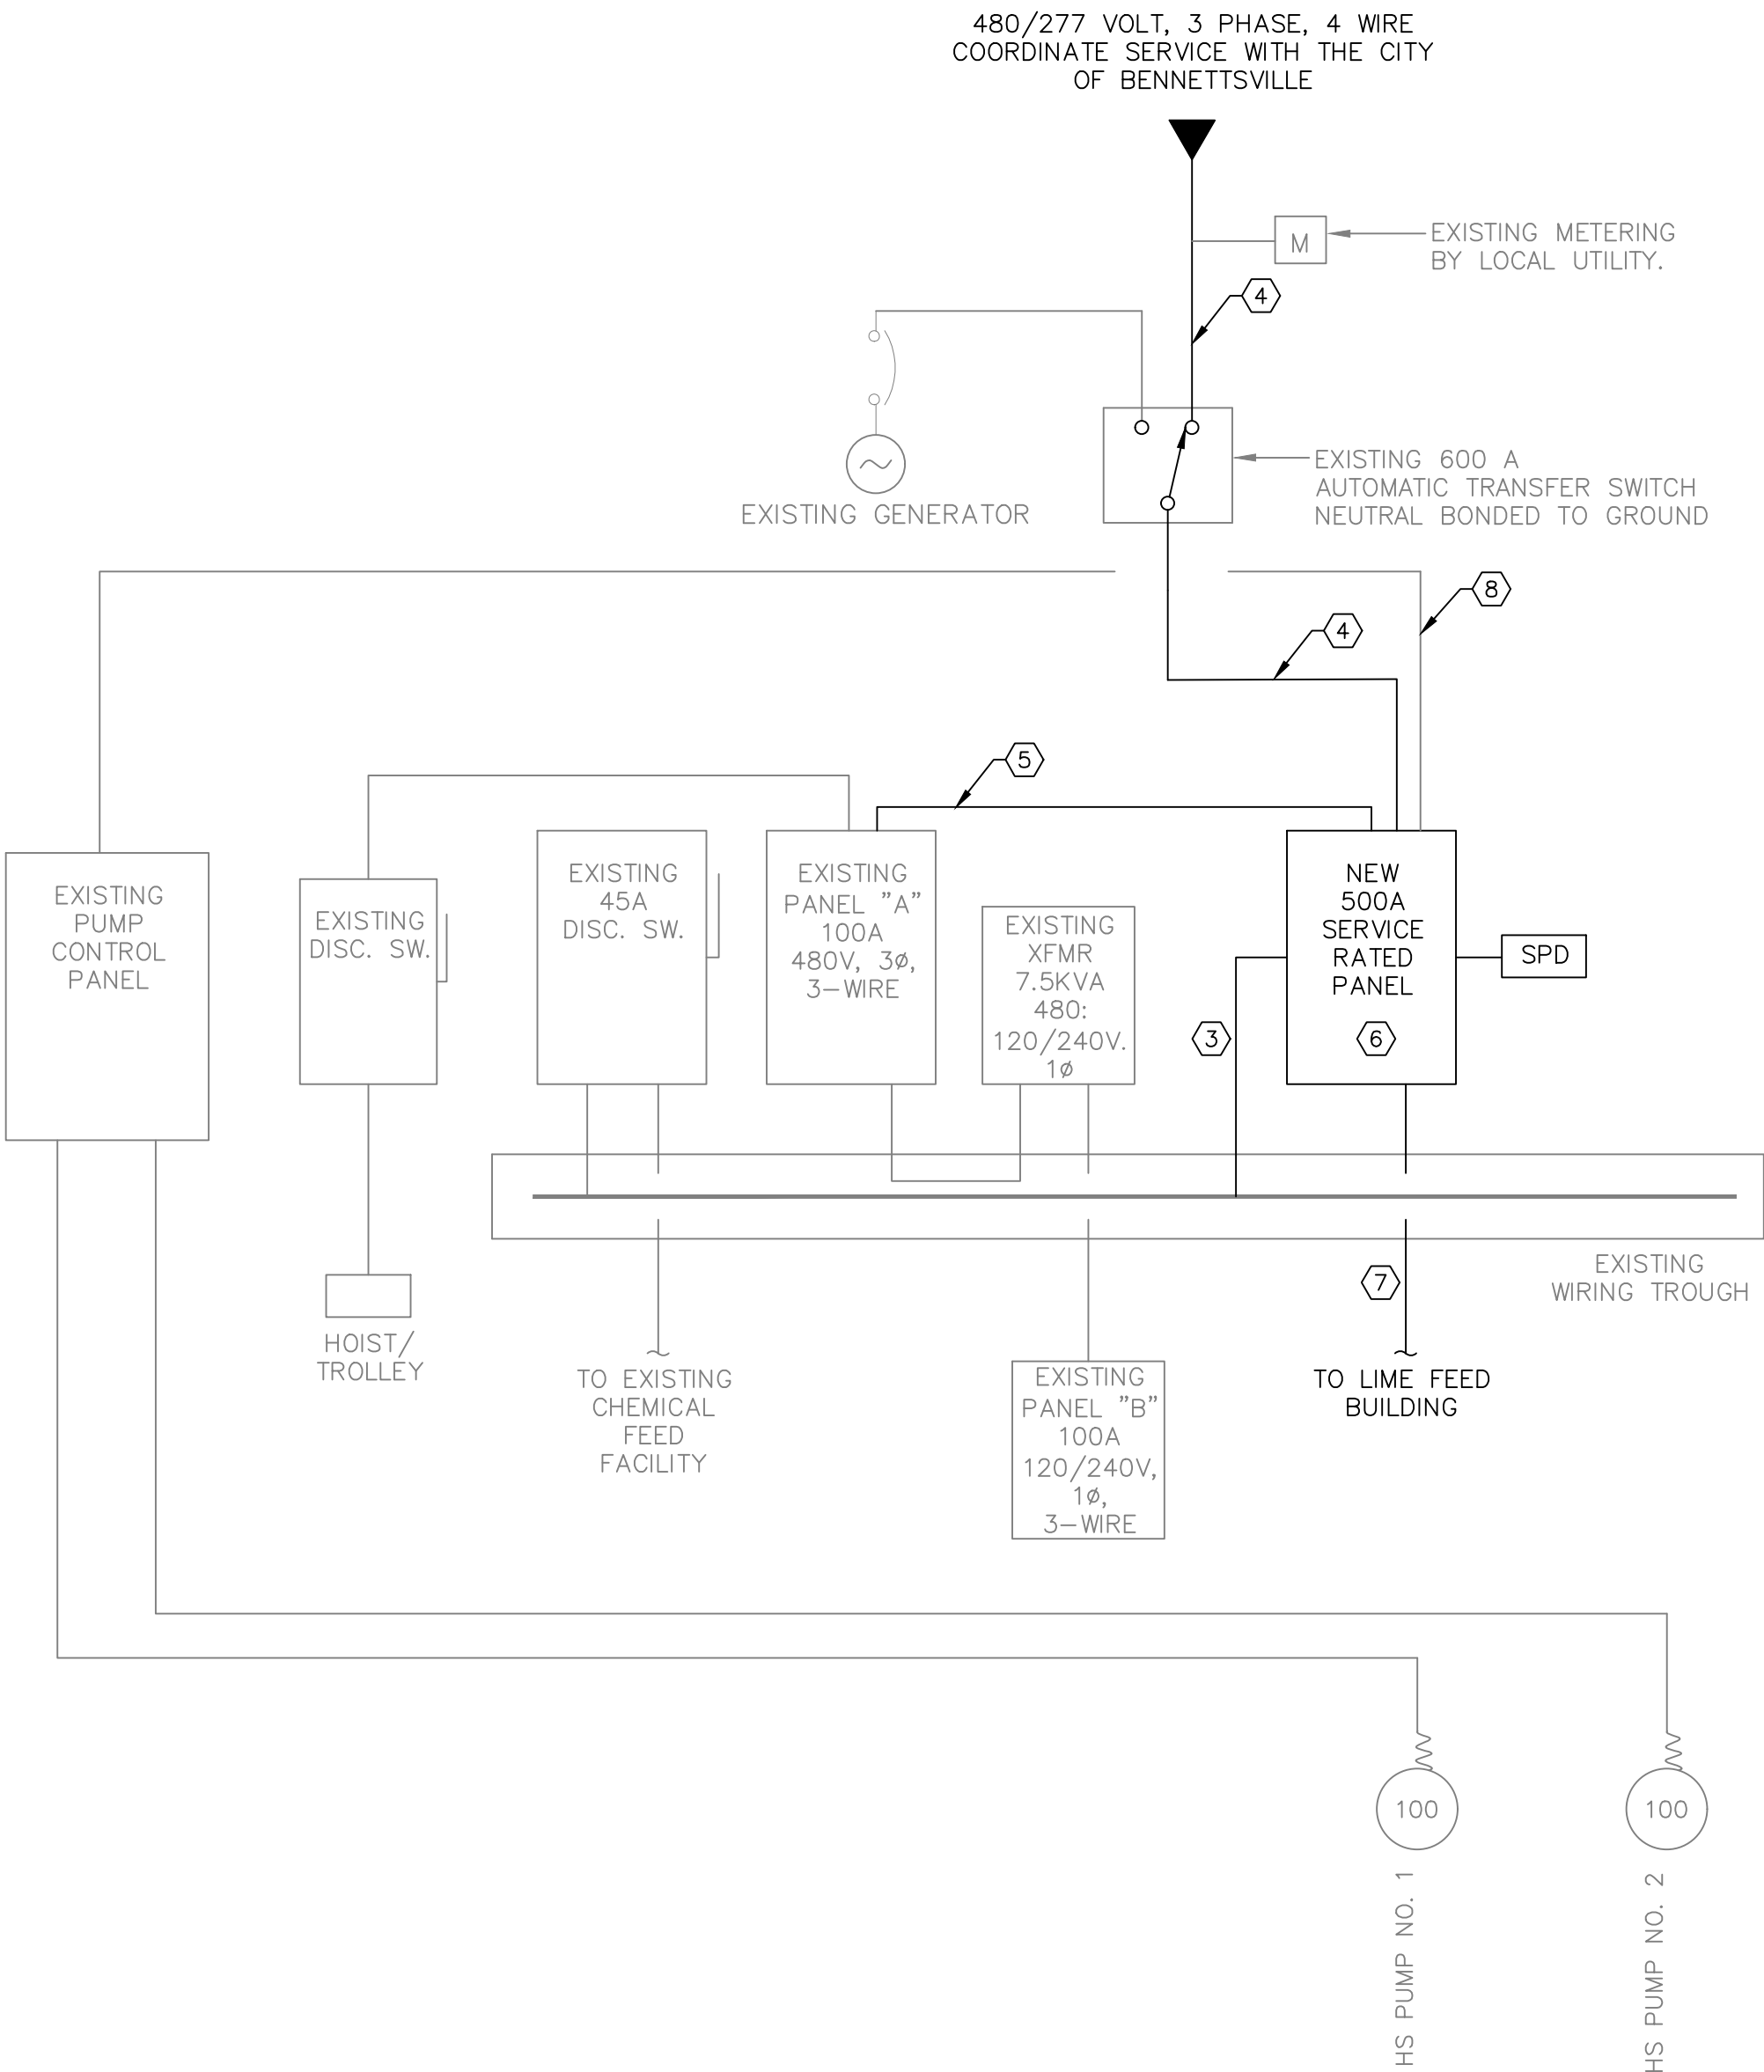 480/277 VOLT, 3 PHASE, 4 WIRE
COORDINATE SERVICE WITH THE CITY
OF BENNETTSVILLE
M
EXISTING METERING
BY LOCAL UTILITY.
4
EXISTING GENERATOR
EXISTING 600 A
AUTOMATIC TRANSFER SWITCH
NEUTRAL BONDED TO GROUND
8
4
5
EXISTING
PUMP
CONTROL
PANEL
EXISTING
DISC. SW.
EXISTING
45A
DISC. SW.
EXISTING
PANEL "A"
100A
480V, 3ø,
3-WIRE
EXISTING
XFMR
7.5KVA
480:
120/240V.
1ø
3
NEW
500A
SERVICE
RATED
PANEL
6
SPD
EXISTING
WIRING TROUGH
7
HOIST/
TROLLEY
TO EXISTING
CHEMICAL
FEED
FACILITY
EXISTING
PANEL "B"
100A
120/240V,
1ø,
3-WIRE
TO LIME FEED
BUILDING
100
100
HS PUMP NO. 1
HS PUMP NO. 2